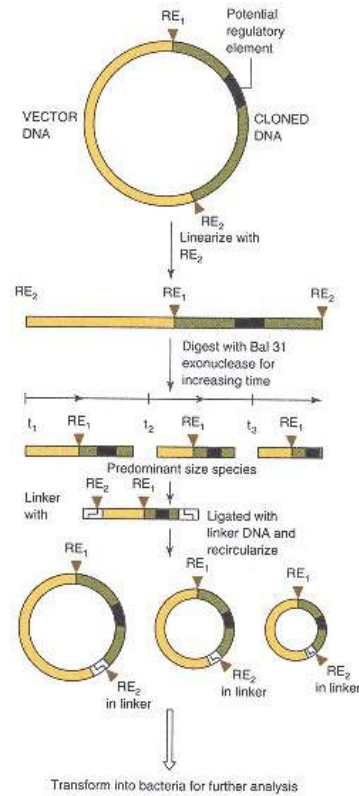 RE1
Potential
regulatory
element
VECTOR
DNA
CLONED
DNA
RE2
Linearize with
RE2
RE2
RE1
RE2
Digest with Bal 31
exonuclease for
increasing time
t1
RE1
t2
RE1
t3
RE1
Predominant size species
Linker
with
RE2
RE1
Ligated with
linker DNA and
recircularize
RE1
RE1
RE1
RE2
in linker
RE2
in linker
RE2
in linker
Transform into bacteria for further analysis